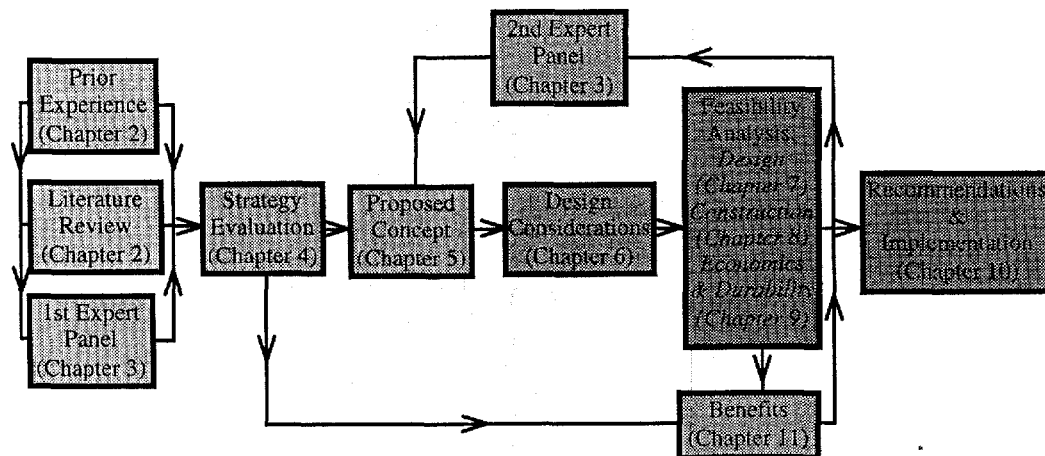 Prior
Experience
(Chapter 2)
Literature
Review
(Chapter 2)
1st Expert
Panel
(Chapter 3)
Strategy
Evaluation
(Chapter 4)
2nd Expert
Panel
(Chapter 3)
Proposed
Concept
(Chapter 5)
Design
Considerations
(Chapter 6)
Feasibility
Analysis,
Design
(Chapter 7)
Construction
(Chapter 8)
Economics
& Durability
(Chapter 9)
Benefits
(Chapter 11)
Recommendations
&
Implementation
(Chapter 10)